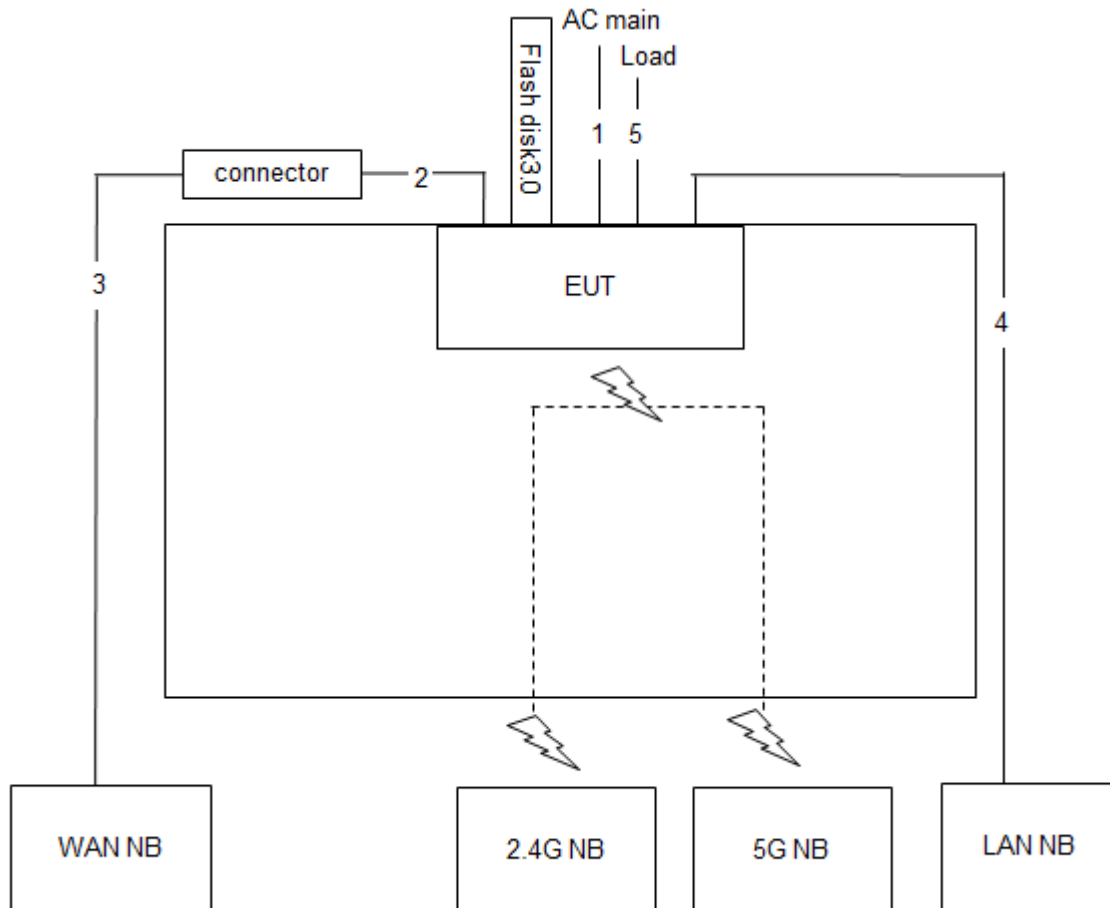 AC main
Load
Flash disk3.0
1
5
connector
2
3
EUT
4
WAN NB
2.4G NB
5G NB
LAN NB